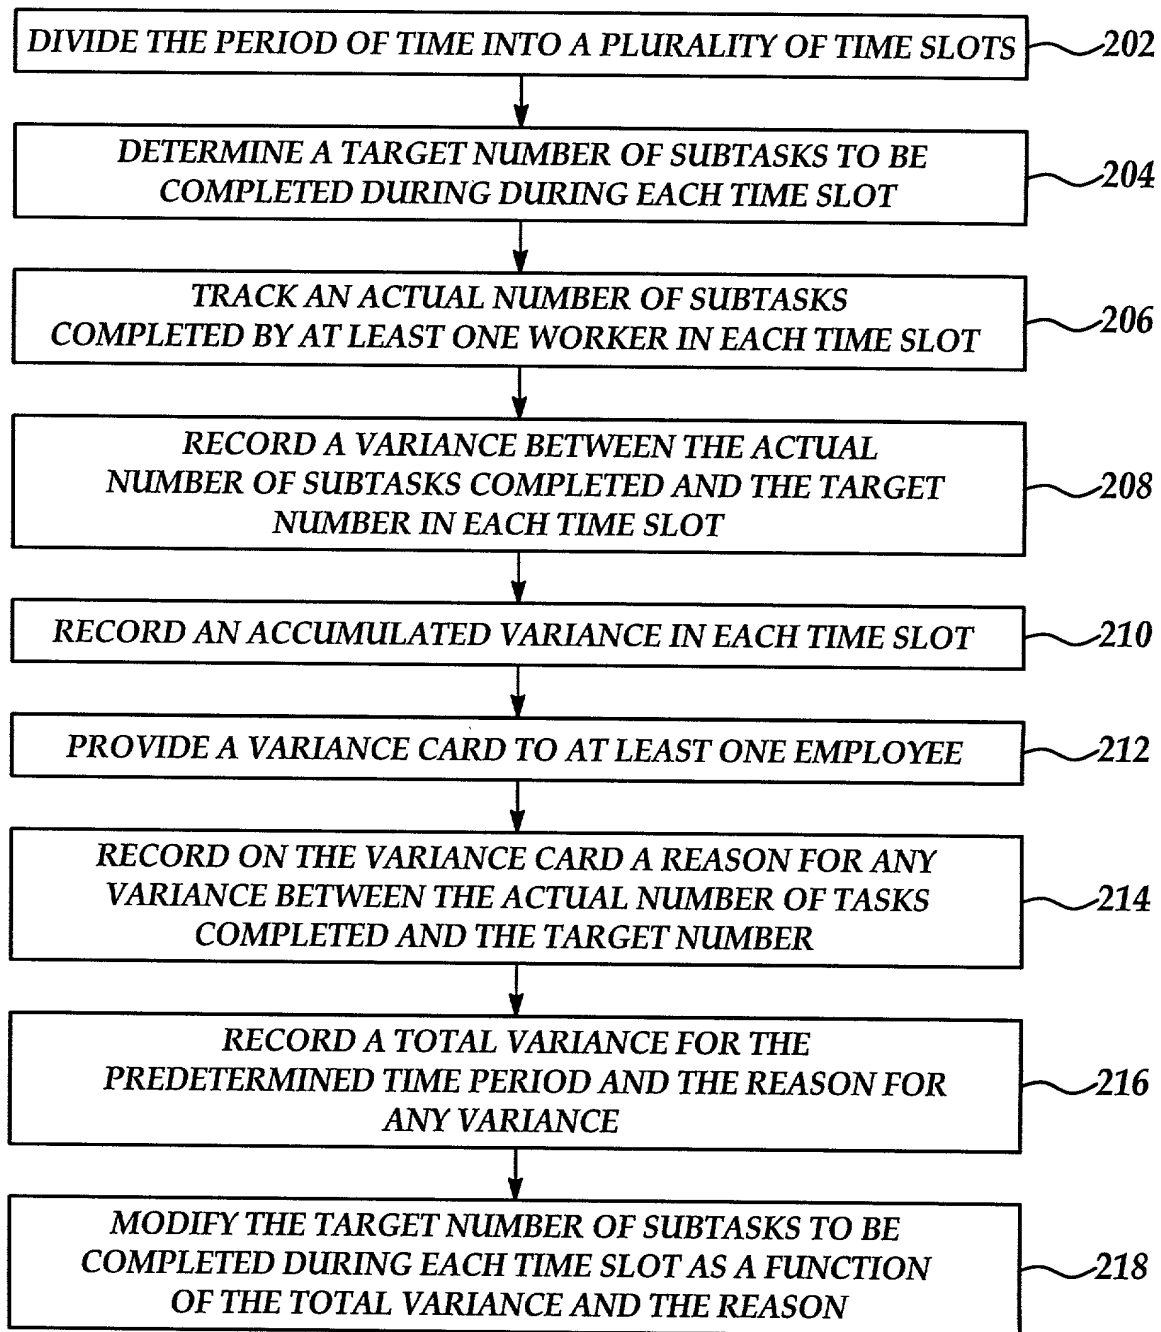 DIVIDE THE PERIOD OF TIME INTO A PLURALITY OF TIME SLOTS 202
DETERMINE A TARGET NUMBER OF SUBTASKS TO BE
COMPLETED DURING DURING EACH TIME SLOT 204
TRACK AN ACTUAL NUMBER OF SUBTASKS
COMPLETED BY AT LEAST ONE WORKER IN EACH TIME SLOT 206
RECORD A VARIANCE BETWEEN THE ACTUAL
NUMBER OF SUBTASKS COMPLETED AND THE TARGET 208
NUMBER IN EACH TIME SLOT
RECORD AN ACCUMULATED VARIANCE IN EACH TIME SLOT 210
PROVIDE A VARIANCE CARD TO AT LEAST ONE EMPLOYEE 212
RECORD ON THE VARIANCE CARD A REASON FOR ANY
VARIANCE BETWEEN THE ACTUAL NUMBER OF TASKS 214
COMPLETED AND THE TARGET NUMBER
RECORD A TOTAL VARIANCE FOR THE
PREDETERMINED TIME PERIOD AND THE REASON FOR 216
ANY VARIANCE
MODIFY THE TARGET NUMBER OF SUBTASKS TO BE
COMPLETED DURING EACH TIME SLOT AS A FUNCTION 218
OF THE TOTAL VARIANCE AND THE REASON